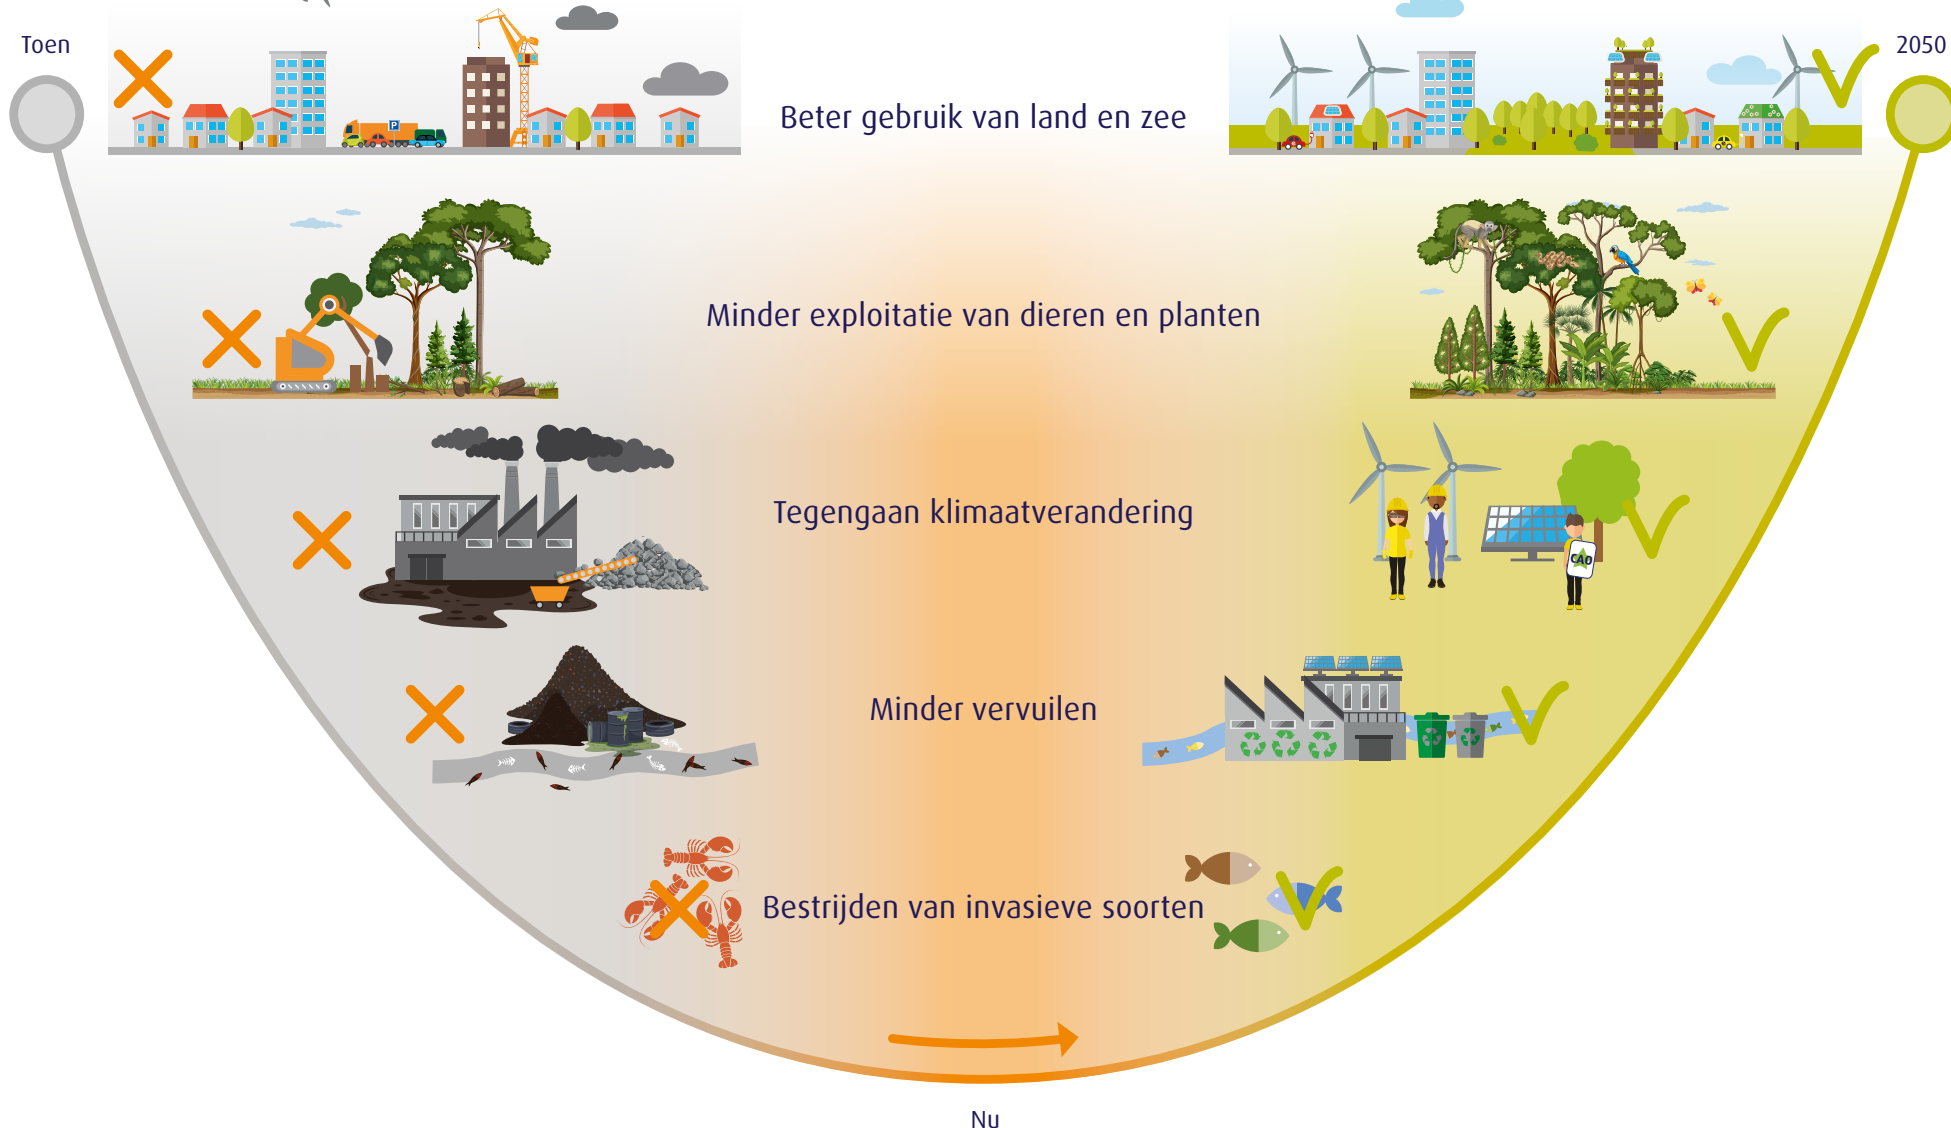 Toen
2050
P
Beter gebruik van land en zee
Minder exploitatie van dieren en planten
Tegengaan klimaatverandering
CAO
Minder vervuilen
Bestrijden van invasieve soorten
Nu